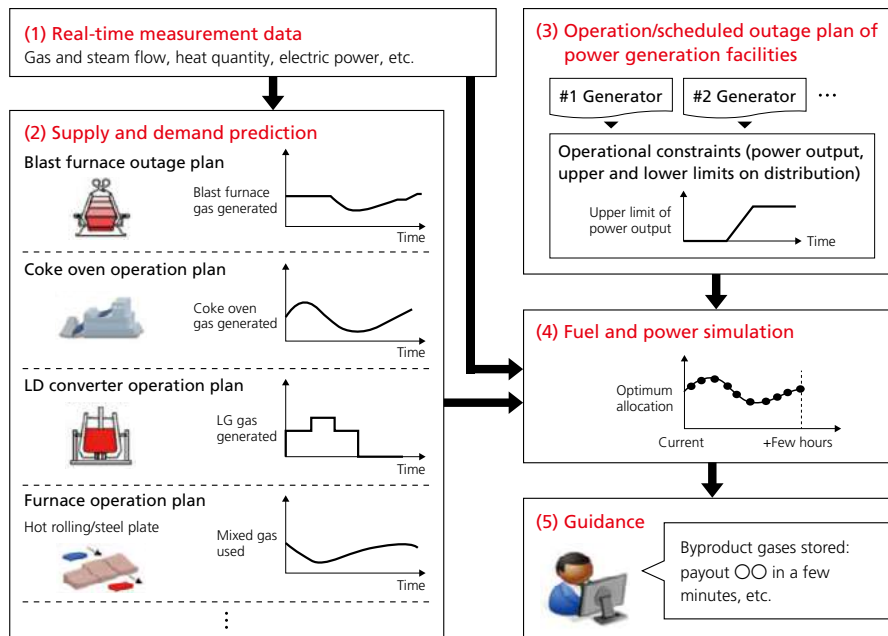 (1) Real-time measurement data
Gas and steam flow, heat quantity, electric power, etc.
(2) Supply and demand prediction
Blast furnace outage plan
Blast furnace
gas generated
Time
Coke oven operation plan
Coke oven
gas generated
Time
LD converter operation plan
LG gas
generated
Time
Furnace operation plan
Hot rolling/steel plate
Mixed gas
used
Time
⋮
(3) Operation/scheduled outage plan of
power generation facilities
#1 Generator
#2 Generator
⋯
Operational constraints (power output,
upper and lower limits on distribution)
Upper limit of
power output
Time
(4) Fuel and power simulation
Optimum
allocation
Current
+Few hours
(5) Guidance
Byproduct gases stored:
payout ○○ in a few
minutes, etc.